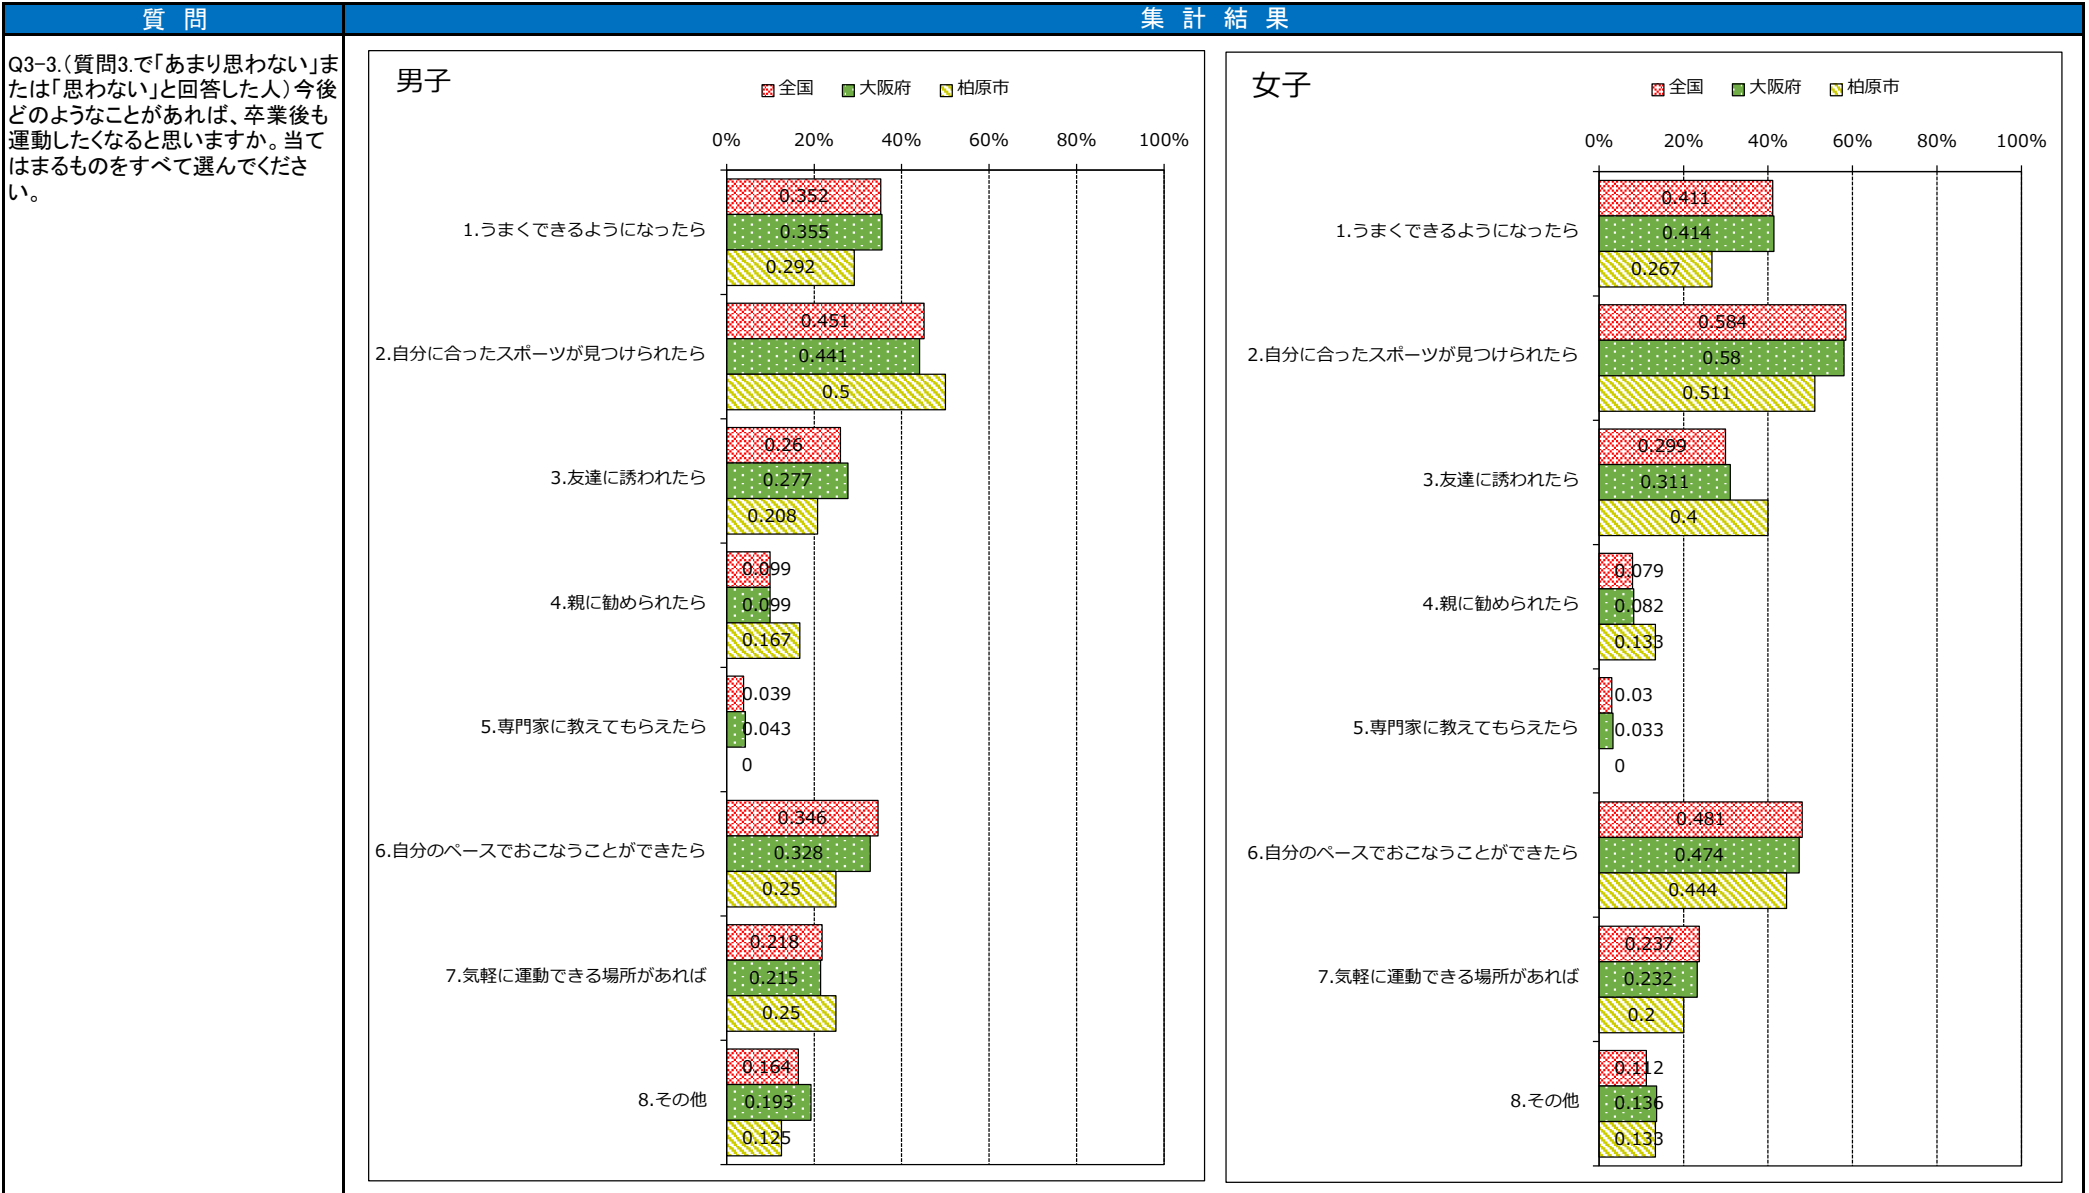 質 問
集 計 結 果
Q3-3.（質問3.で「あまり思わない」ま
たは「思わない」と回答した人）今後
どのようなことがあれば、卒業後も
運動したくなると思いますか。当て
はまるものをすべて選んでくださ
い。
男子
全国 大阪府 柏原市
0% 20% 40% 60% 80% 100%
1.うまくできるようになったら
0.352
0.355
0.292
2.自分に合ったスポーツが見つけられたら
0.451
0.441
0.5
3.友達に誘われたら
0.26
0.277
0.208
4.親に勧められたら
0.099
0.099
0.167
5.専門家に教えてもらえたら
0.039
0.043
0
6.自分のペースでおこなうことができたら
0.346
0.328
0.25
7.気軽に運動できる場所があれば
0.218
0.215
0.25
8.その他
0.164
0.193
0.125
女子
全国 大阪府 柏原市
0% 20% 40% 60% 80% 100%
1.うまくできるようになったら
0.411
0.414
0.267
2.自分に合ったスポーツが見つけられたら
0.584
0.58
0.511
3.友達に誘われたら
0.299
0.311
0.4
4.親に勧められたら
0.079
0.082
0.133
5.専門家に教えてもらえたら
0.03
0.033
0
6.自分のペースでおこなうことができたら
0.481
0.474
0.444
7.気軽に運動できる場所があれば
0.237
0.232
0.2
8.その他
0.112
0.136
0.133